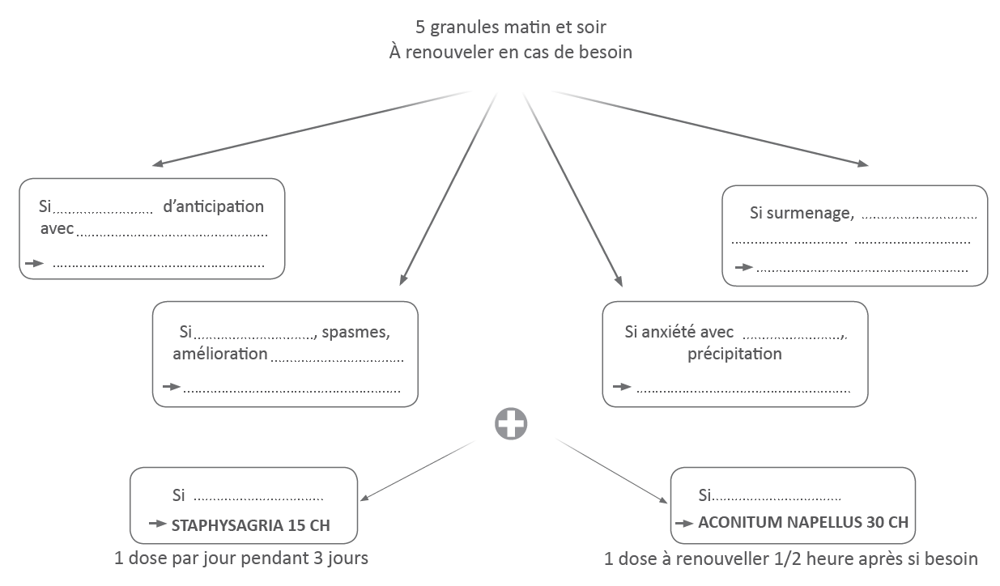 5 granules matin et soir
À renouveler en cas de besoin
Si.................... d'anticipation
avec........................................
............................................
Si surmenage, ........................
........................ ........................
............................................
Si........................, spasmes,
amélioration............................
............................................
Si anxiété avec ....................,.
précipitation
............................................
Si ..........................
STAPHYSAGRIA 15 CH
1 dose par jour pendant 3 jours
Si..........................
ACONITUM NAPELLUS 30 CH
1 dose à renouveller 1/2 heure après si besoin